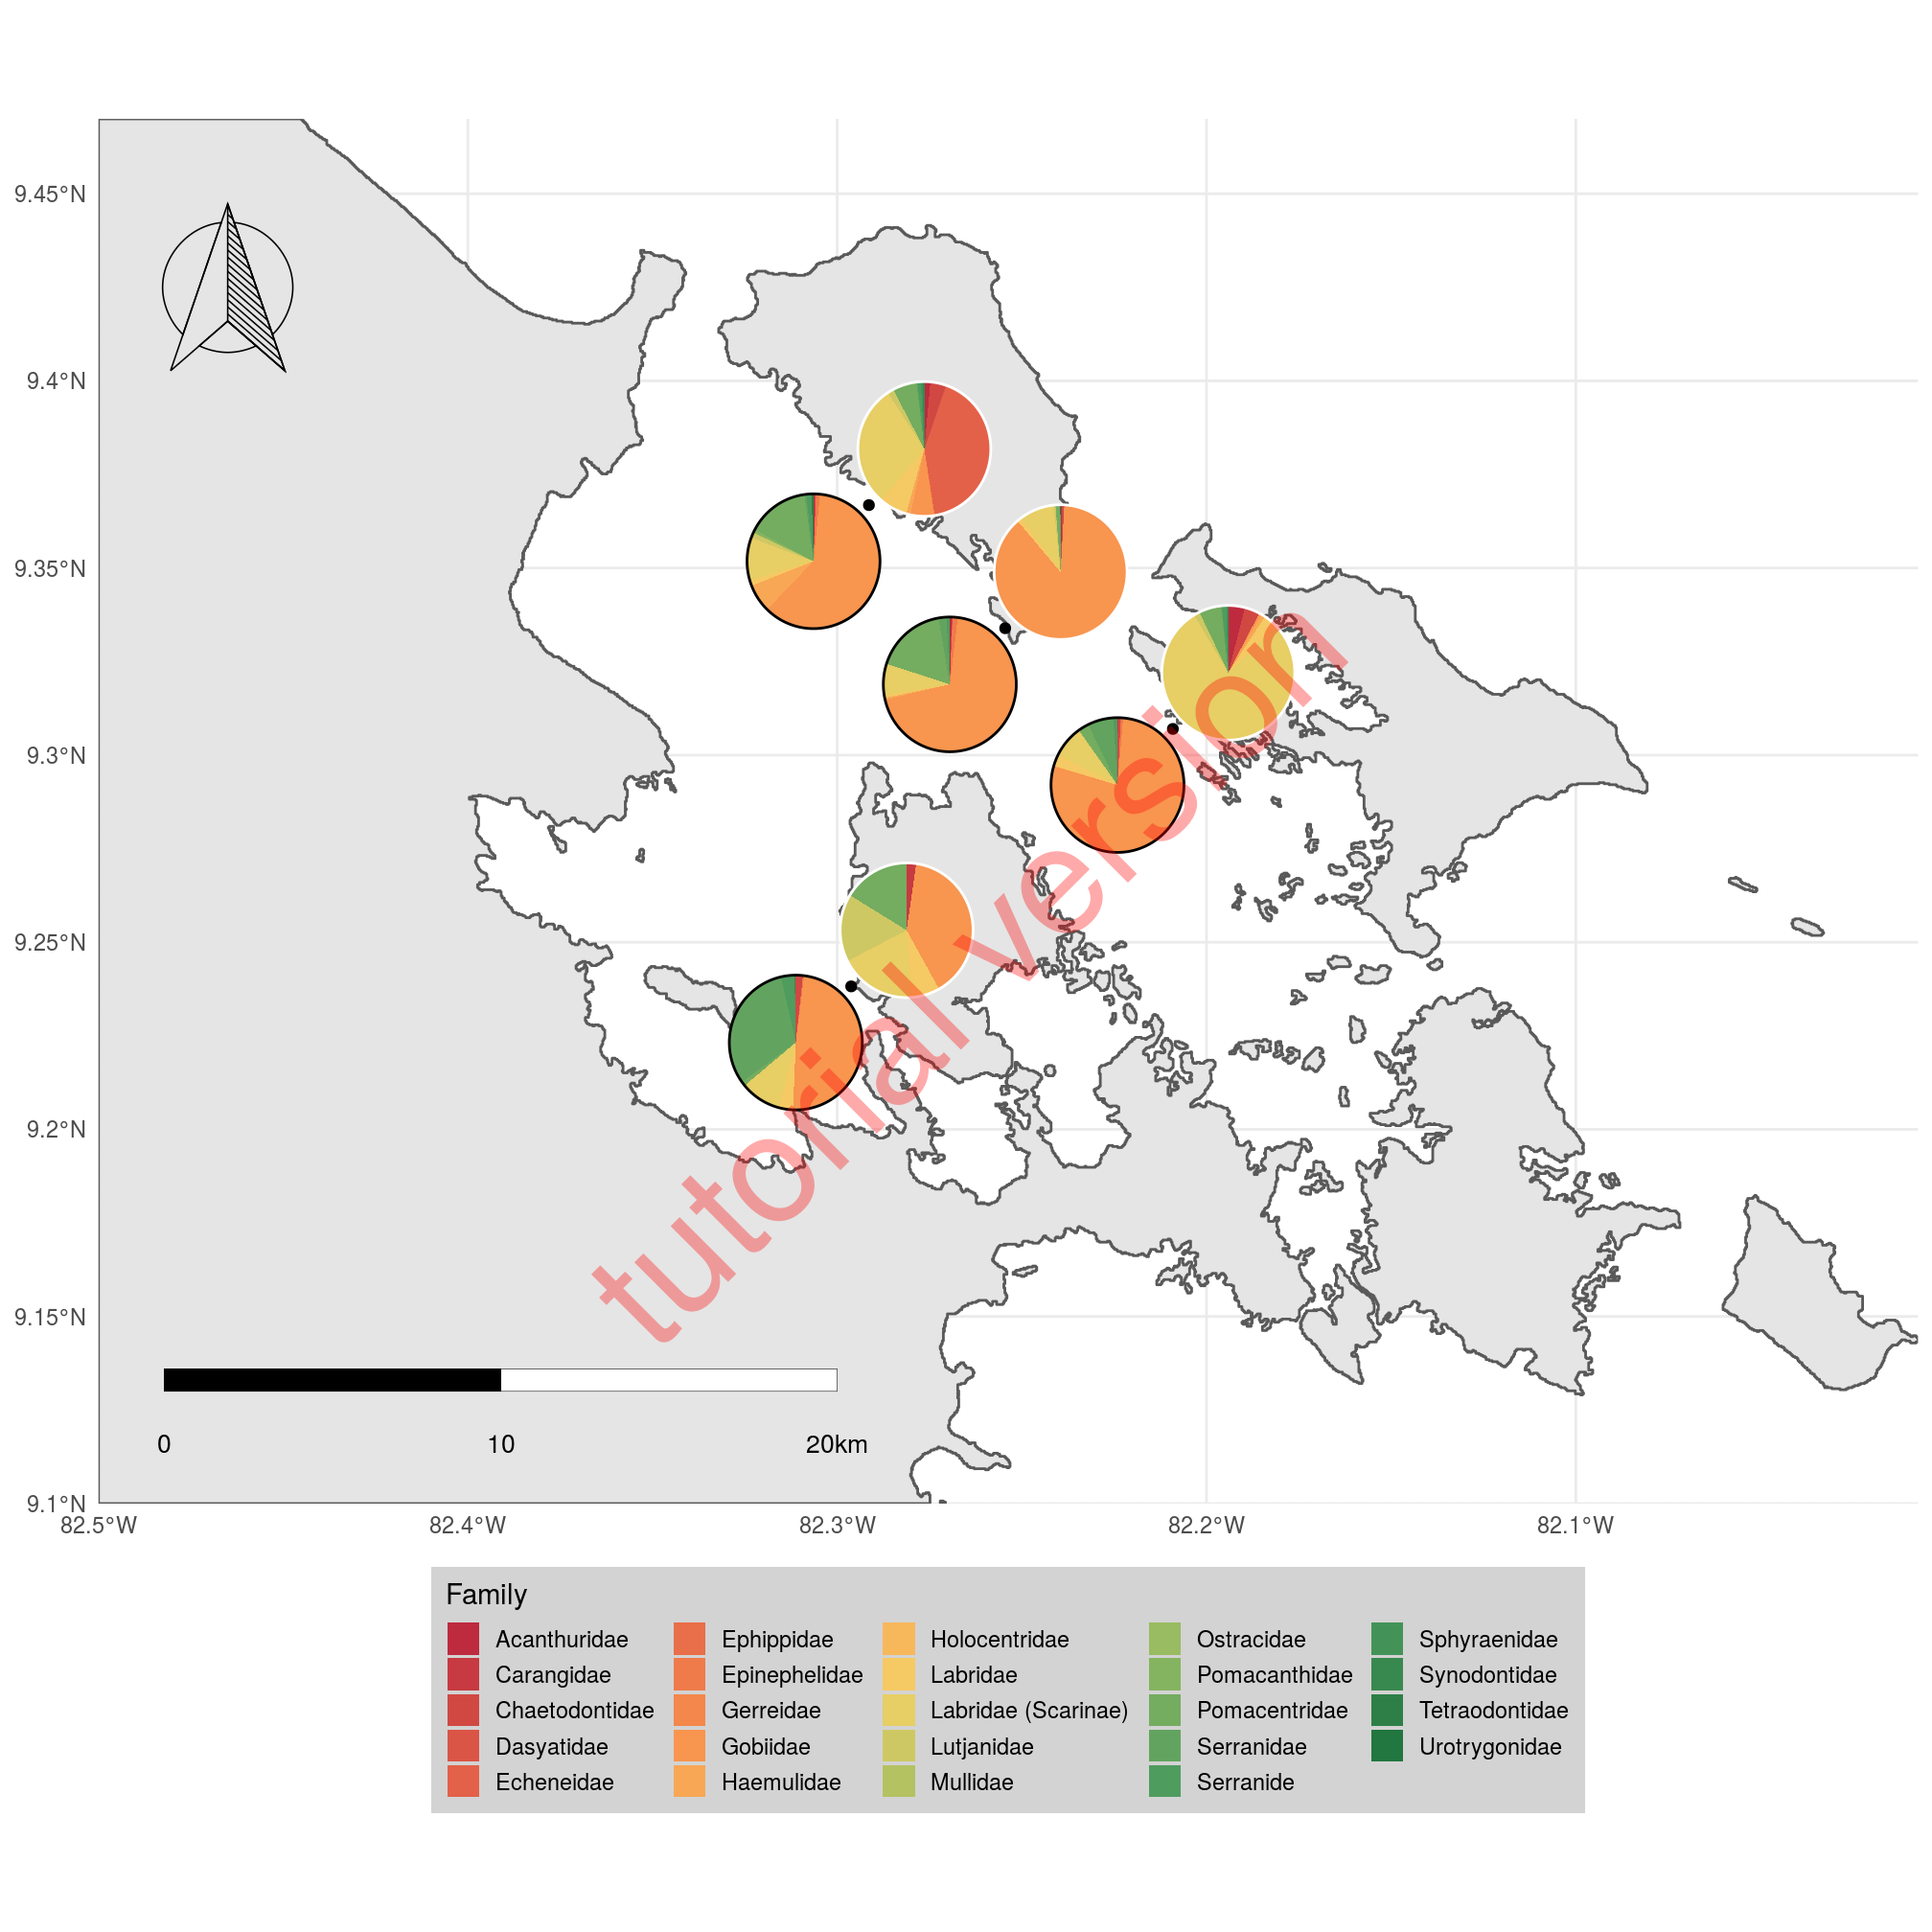 9.45°N
9.4°N
9.35°N
9.3°N
9.25°N
9.2°N
9.15°N
9.1°N
tutorial version
0 10 20km
82.5°W 82.4°W 82.3°W 82.2°W 82.1°W
Family
Acanthuridae Ephippidae Holocentridae Ostracidae Sphyraenidae
Carangidae Epinephelidae Labridae Pomacanthidae Synodontidae
Chaetodontidae Gerreidae Labridae (Scarinae) Pomacentridae Tetraodontidae
Dasyatidae Gobiidae Lutjanidae Serranidae Urotrygonidae
Echeneidae Haemulidae Mullidae Serranide